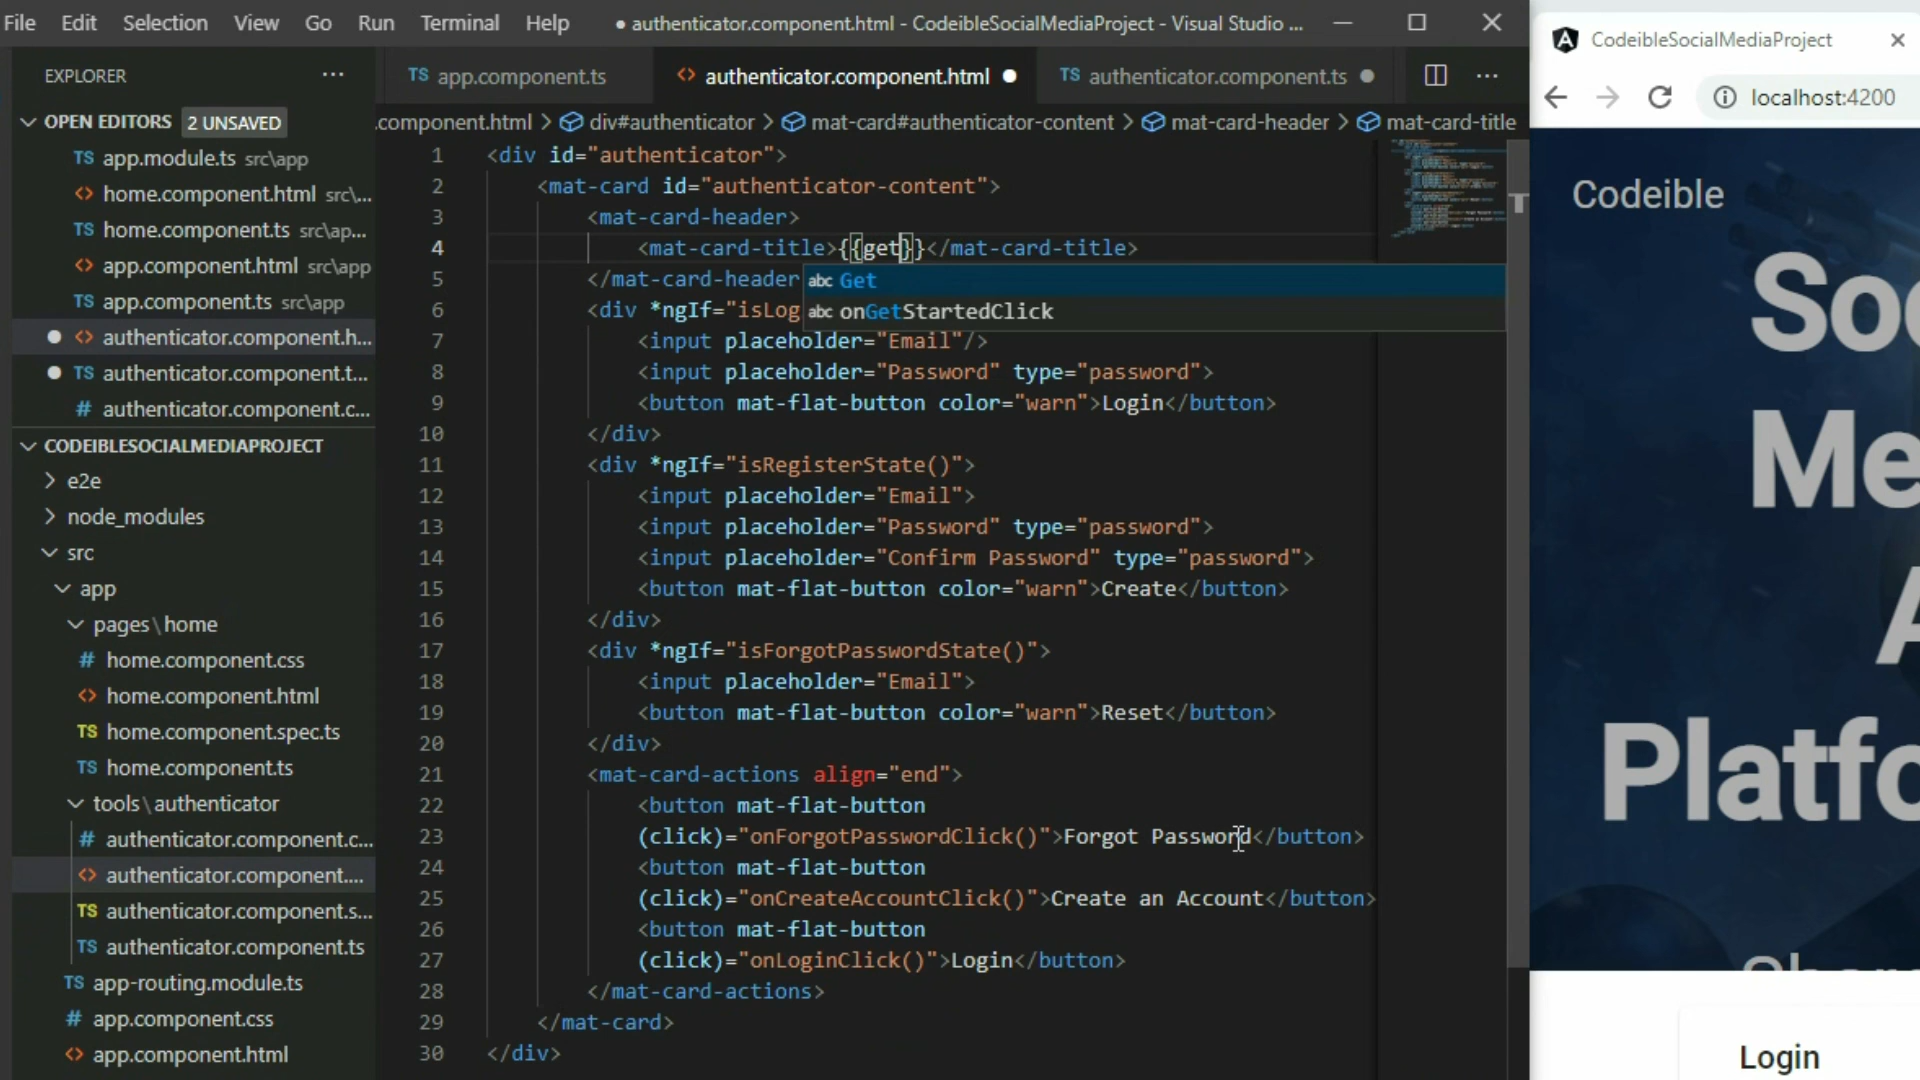 File Edit Selection View Go Run Terminal Help ● authenticator.component.html - CodeibleSocialMediaProject - Visual Studio ...
EXPLORER ...
OPEN EDITORS 2 UNSAVED
TS app.module.ts src\app
<> home.component.html src\...
TS home.component.ts src\ap...
<> app.component.html src\app
TS app.component.ts src\app
● <> authenticator.component.h...
● TS authenticator.component.t...
# authenticator.component.c...
CODEIBLESOCIALMEDIAPROJECT
> e2e
> node_modules
src
app
pages\home
# home.component.css
<> home.component.html
TS home.component.spec.ts
TS home.component.ts
tools\authenticator
# authenticator.component.c...
<> authenticator.component....
TS authenticator.component.s...
TS authenticator.component.ts
TS app-routing.module.ts
# app.component.css
<> app.component.html
TS app.component.ts <> authenticator.component.html ● TS authenticator.component.ts ● ...
.component.html > div#authenticator > mat-card#authenticator-content > mat-card-header > mat-card-title
1 <div id="authenticator">
2 <mat-card id="authenticator-content">
3 <mat-card-header>
4 <mat-card-title>{{get}}</mat-card-title>
5 </mat-card-header
abc Get
6 <div *ngIf="isLog
abc onGetStartedClick
7 <input placeholder="Email"/>
8 <input placeholder="Password" type="password">
9 <button mat-flat-button color="warn">Login</button>
10 </div>
11 <div *ngIf="isRegisterState()">
12 <input placeholder="Email">
13 <input placeholder="Password" type="password">
14 <input placeholder="Confirm Password" type="password">
15 <button mat-flat-button color="warn">Create</button>
16 </div>
17 <div *ngIf="isForgotPasswordState()">
18 <input placeholder="Email">
19 <button mat-flat-button color="warn">Reset</button>
20 </div>
21 <mat-card-actions align="end">
22 <button mat-flat-button
23 (click)="onForgotPasswordClick()">Forgot Password</button>
24 <button mat-flat-button
25 (click)="onCreateAccountClick()">Create an Account</button>
26 <button mat-flat-button
27 (click)="onLoginClick()">Login</button>
28 </mat-card-actions>
29 </mat-card>
30 </div>
CodeibleSocialMediaProject
localhost:4200
Codeible
Soc
Me
A
Platfo
Login